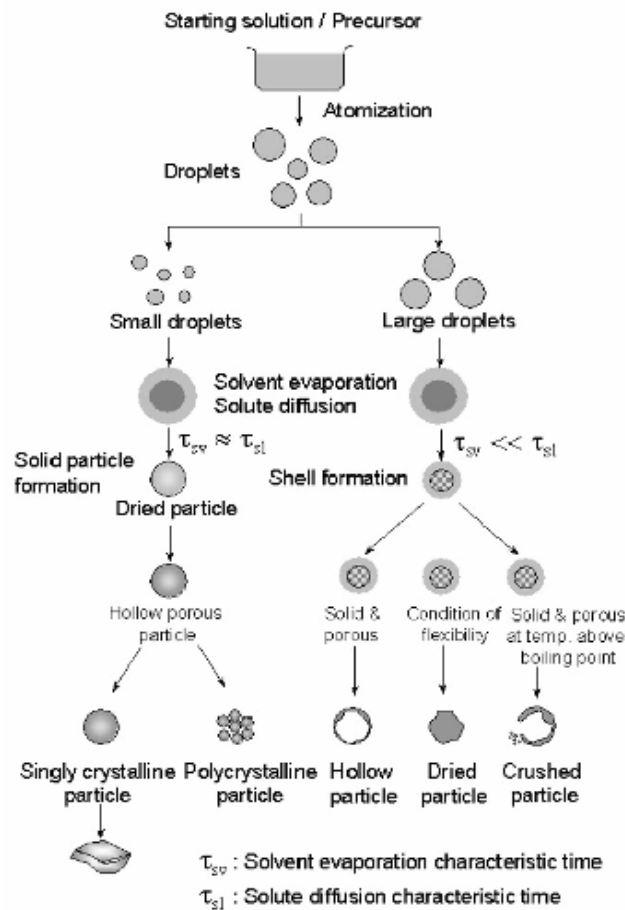 Starting solution / Precursor
Atomization
Droplets
Small droplets
Large droplets
Solvent evaporation
Solute diffusion
τsv ≈ τsl
τsv << τsl
Solid particle
formation
Shell formation
Dried particle
Hollow porous
particle
Solid &
porous
Condition of
flexibility
Solid & porous
at temp. above
boiling point
Singly crystalline
particle
Polycrystalline
particle
Hollow
particle
Dried
particle
Crushed
particle
τsv : Solvent evaporation characteristic time
τsl : Solute diffusion characteristic time